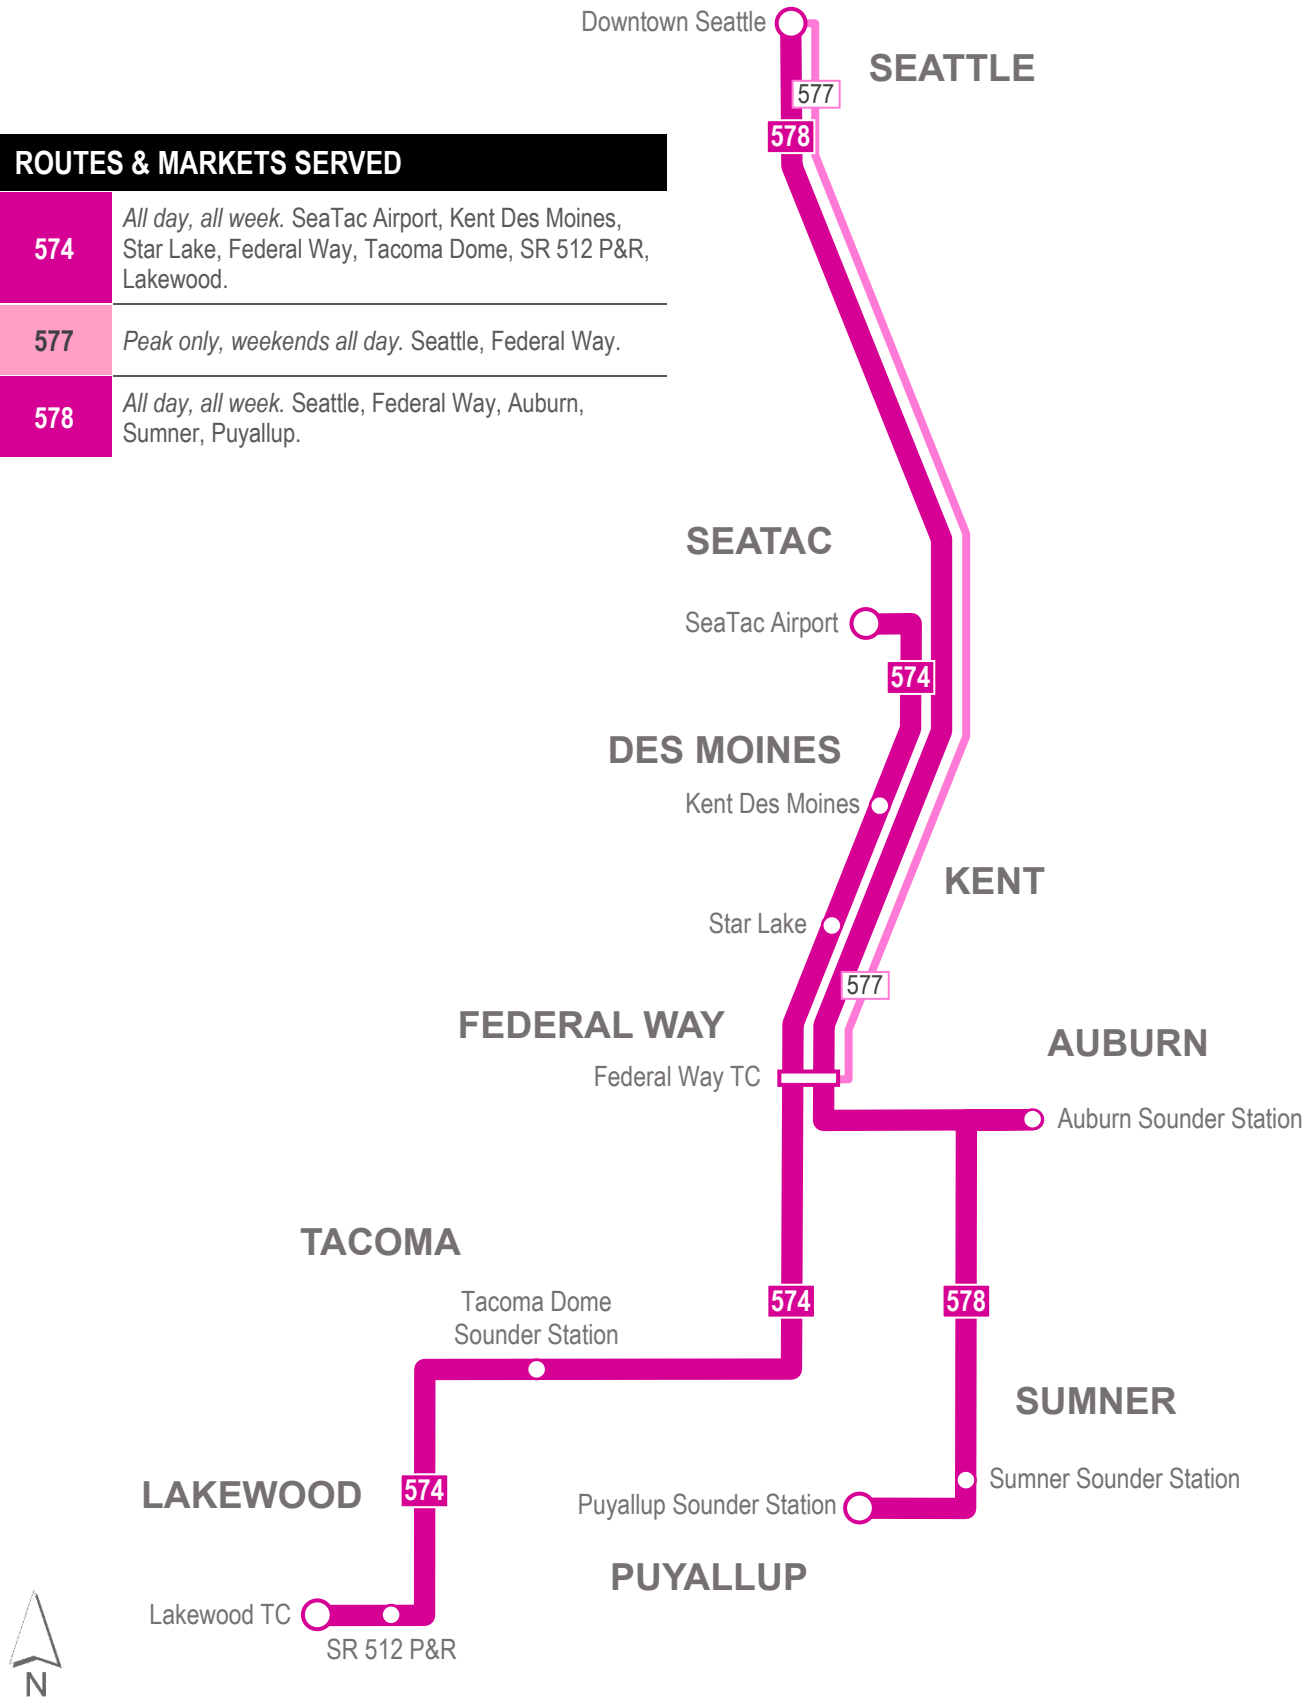 Downtown Seattle
SEATTLE
577
578
ROUTES & MARKETS SERVED
574
All day, all week. SeaTac Airport, Kent Des Moines,
Star Lake, Federal Way, Tacoma Dome, SR 512 P&R,
Lakewood.
577
Peak only, weekends all day. Seattle, Federal Way.
578
All day, all week. Seattle, Federal Way, Auburn,
Sumner, Puyallup.
SEATAC
SeaTac Airport
574
DES MOINES
Kent Des Moines
KENT
Star Lake
577
FEDERAL WAY
AUBURN
Federal Way TC
Auburn Sounder Station
TACOMA
Tacoma Dome
Sounder Station
574
578
SUMNER
Sumner Sounder Station
LAKEWOOD
574
Puyallup Sounder Station
PUYALLUP
Lakewood TC
SR 512 P&R
N